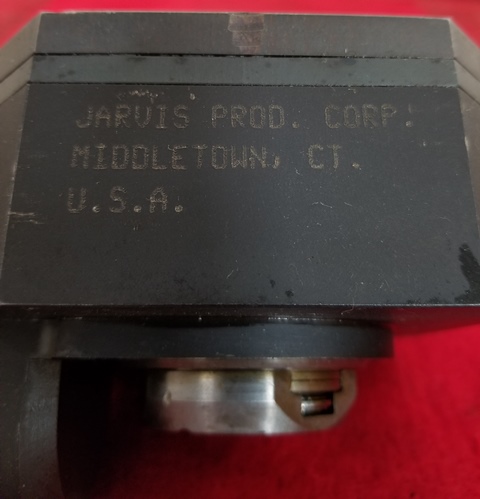 JARVIS PROD. CORP.
MIDDLETOWN, CT.
U.S.A.